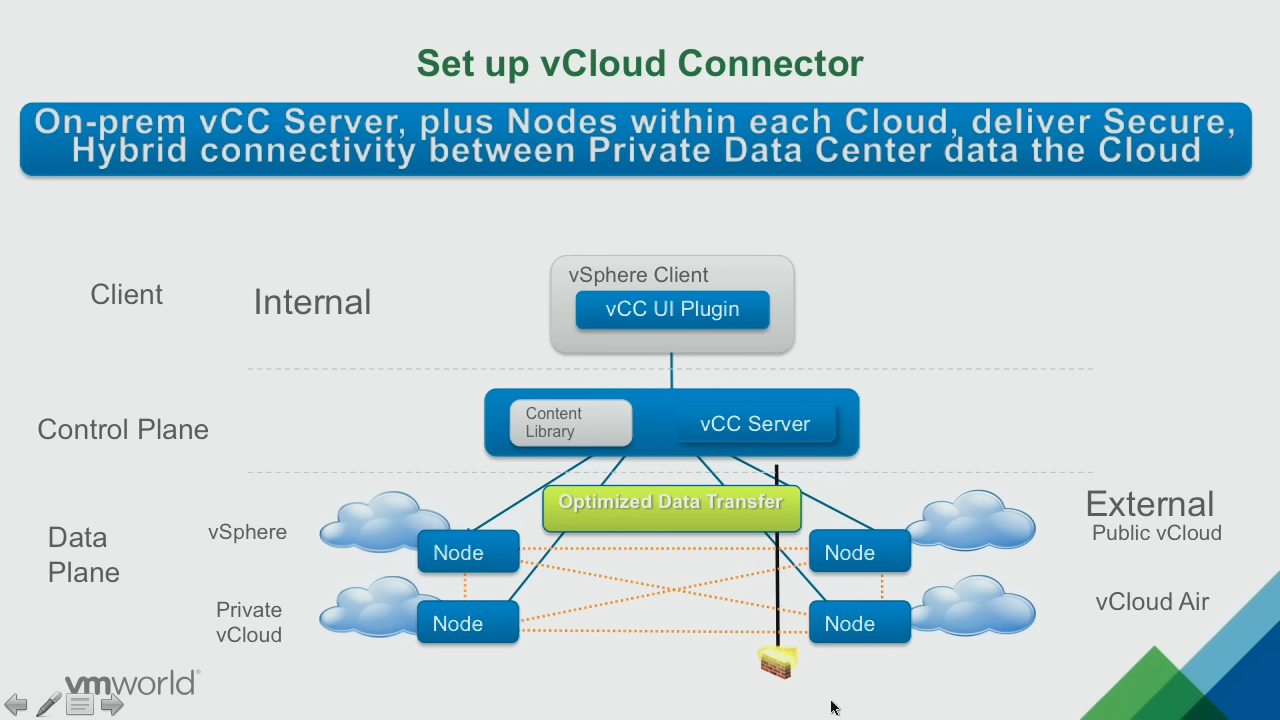 Set up vCloud Connector
On-prem vCC Server, plus Nodes within each Cloud, deliver Secure,
Hybrid connectivity between Private Data Center data the Cloud
Client
Internal
vSphere Client
vCC UI Plugin
Control Plane
Content
Library
vCC Server
Optimized Data Transfer
Data
Plane
vSphere
Node
Node
External
Public vCloud
Private
vCloud
Node
Node
vCloud Air
vmworld®